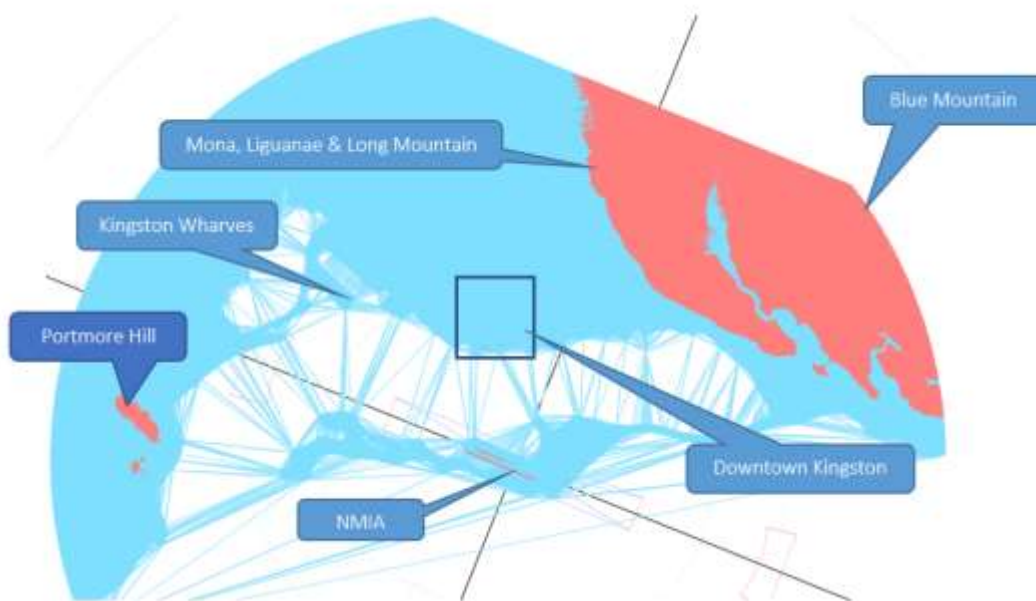 Blue Mountain
Mona, Liguanae & Long Mountain
Kingston Wharves
Portmore Hill
Downtown Kingston
NMIA